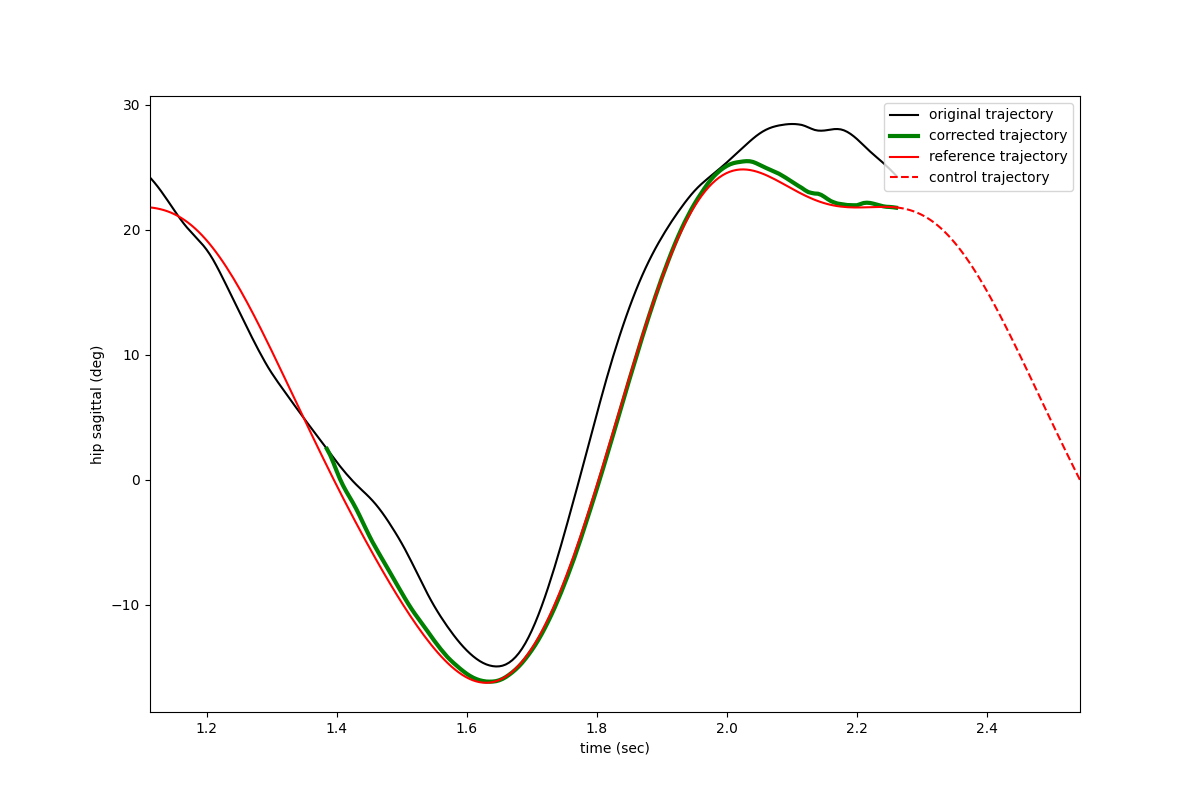 30
20
10
0
−10
hip sagittal (deg)
original trajectory
corrected trajectory
reference trajectory
control trajectory
1.2 1.4 1.6 1.8 2.0 2.2 2.4
time (sec)